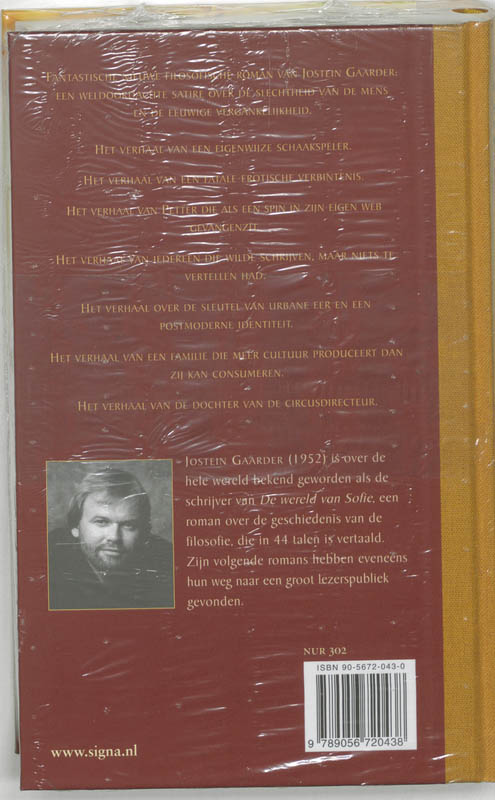 Fantastische nieuwe filosofische roman van Jostein Gaarder:
een weldoordachte satire over de slechtheid van de mens
en de eeuwige vergankelijkheid.
Het verhaal van een eigenwijze schaakspeler.
Het verhaal van een fatale erotische verbintenis.
Het verhaal van Petter die als een spin in zijn eigen web
gevangenzit.
Het verhaal van iedereen die wilde schrijven, maar niets te
vertellen had.
Het verhaal over de sleutel van urbane eer en een
postmoderne identiteit.
Het verhaal van een familie die meer cultuur produceert dan
zij kan consumeren.
Het verhaal van de dochter van de circusdirecteur.
Jostein Gaarder (1952) is over de
hele wereld bekend geworden als de
schrijver van De wereld van Sofie, een
roman over de geschiedenis van de
filosofie, die in 44 talen is vertaald.
Zijn volgende romans hebben eveneens
hun weg naar een groot lezerspubliek
gevonden.
NUR 302
ISBN 90-5672-043-0
9 789056 720438
www.signa.nl